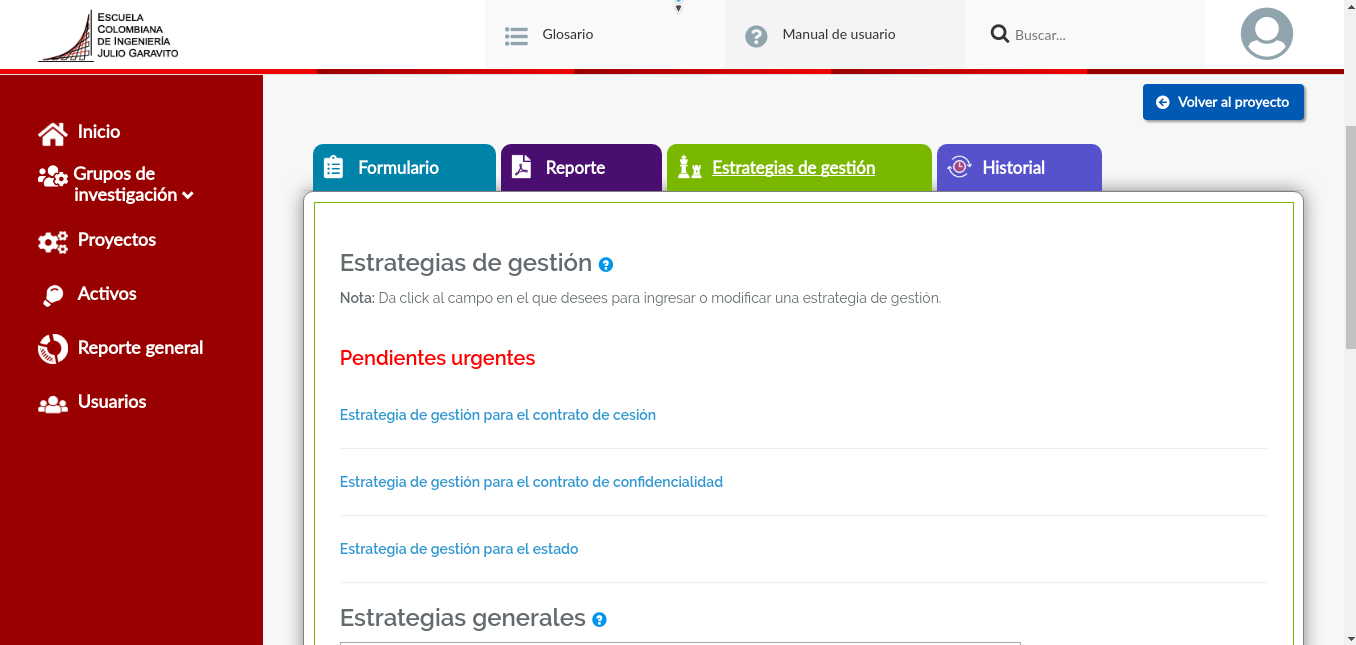 ESCUELA
COLOMBIANA
DE INGENIERÍA
JULIO GARAVITO
Glosario
Manual de usuario
Buscar...
Volver al proyecto
Inicio
Grupos de
investigación
Proyectos
Activos
Reporte general
Usuarios
Formulario
Reporte
Estrategias de gestión
Historial
Estrategias de gestión
Nota: Da click al campo en el que desees para ingresar o modificar una estrategia de gestión.
Pendientes urgentes
Estrategia de gestión para el contrato de cesión
Estrategia de gestión para el contrato de confidencialidad
Estrategia de gestión para el estado
Estrategias generales